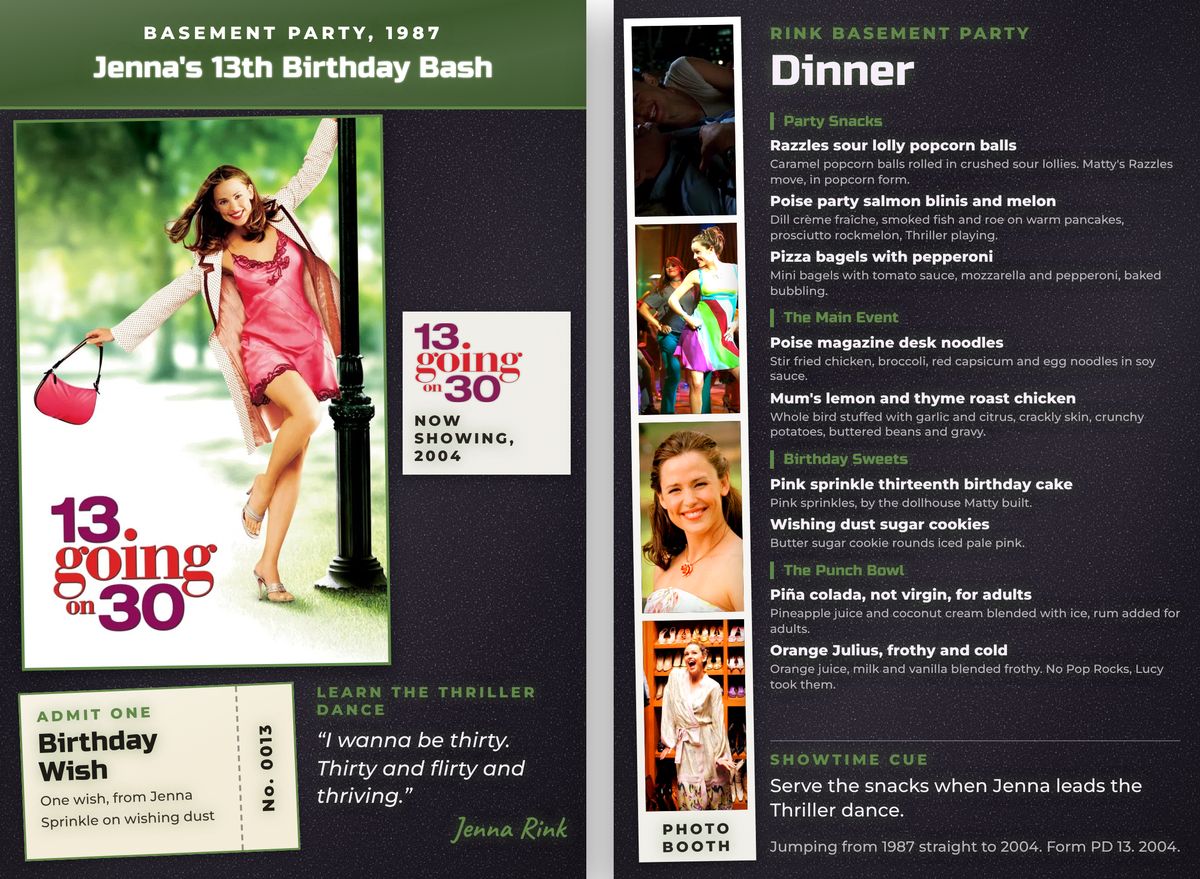 BASEMENT PARTY, 1987
Jenna's 13th Birthday Bash
13.
going
on 30
NOW
SHOWING,
2004
13.
going
on 30
ADMIT ONE
Birthday
Wish
One wish, from Jenna
Sprinkle on wishing dust
No. 0013
LEARN THE THRILLER
DANCE
“I wanna be thirty.
Thirty and flirty and
thriving.”
Jenna Rink
PHOTO
BOOTH
RINK BASEMENT PARTY
Dinner
Party Snacks
Razzles sour lolly popcorn balls
Caramel popcorn balls rolled in crushed sour lollies. Matty's Razzles
move, in popcorn form.
Poise party salmon blinis and melon
Dill crème fraîche, smoked fish and roe on warm pancakes,
prosciutto rockmelon, Thriller playing.
Pizza bagels with pepperoni
Mini bagels with tomato sauce, mozzarella and pepperoni, baked
bubbling.
The Main Event
Poise magazine desk noodles
Stir fried chicken, broccoli, red capsicum and egg noodles in soy
sauce.
Mum's lemon and thyme roast chicken
Whole bird stuffed with garlic and citrus, crackly skin, crunchy
potatoes, buttered beans and gravy.
Birthday Sweets
Pink sprinkle thirteenth birthday cake
Pink sprinkles, by the dollhouse Matty built.
Wishing dust sugar cookies
Butter sugar cookie rounds iced pale pink.
The Punch Bowl
Piña colada, not virgin, for adults
Pineapple juice and coconut cream blended with ice, rum added for
adults.
Orange Julius, frothy and cold
Orange juice, milk and vanilla blended frothy. No Pop Rocks, Lucy
took them.
SHOWTIME CUE
Serve the snacks when Jenna leads the
Thriller dance.
Jumping from 1987 straight to 2004. Form PD 13. 2004.